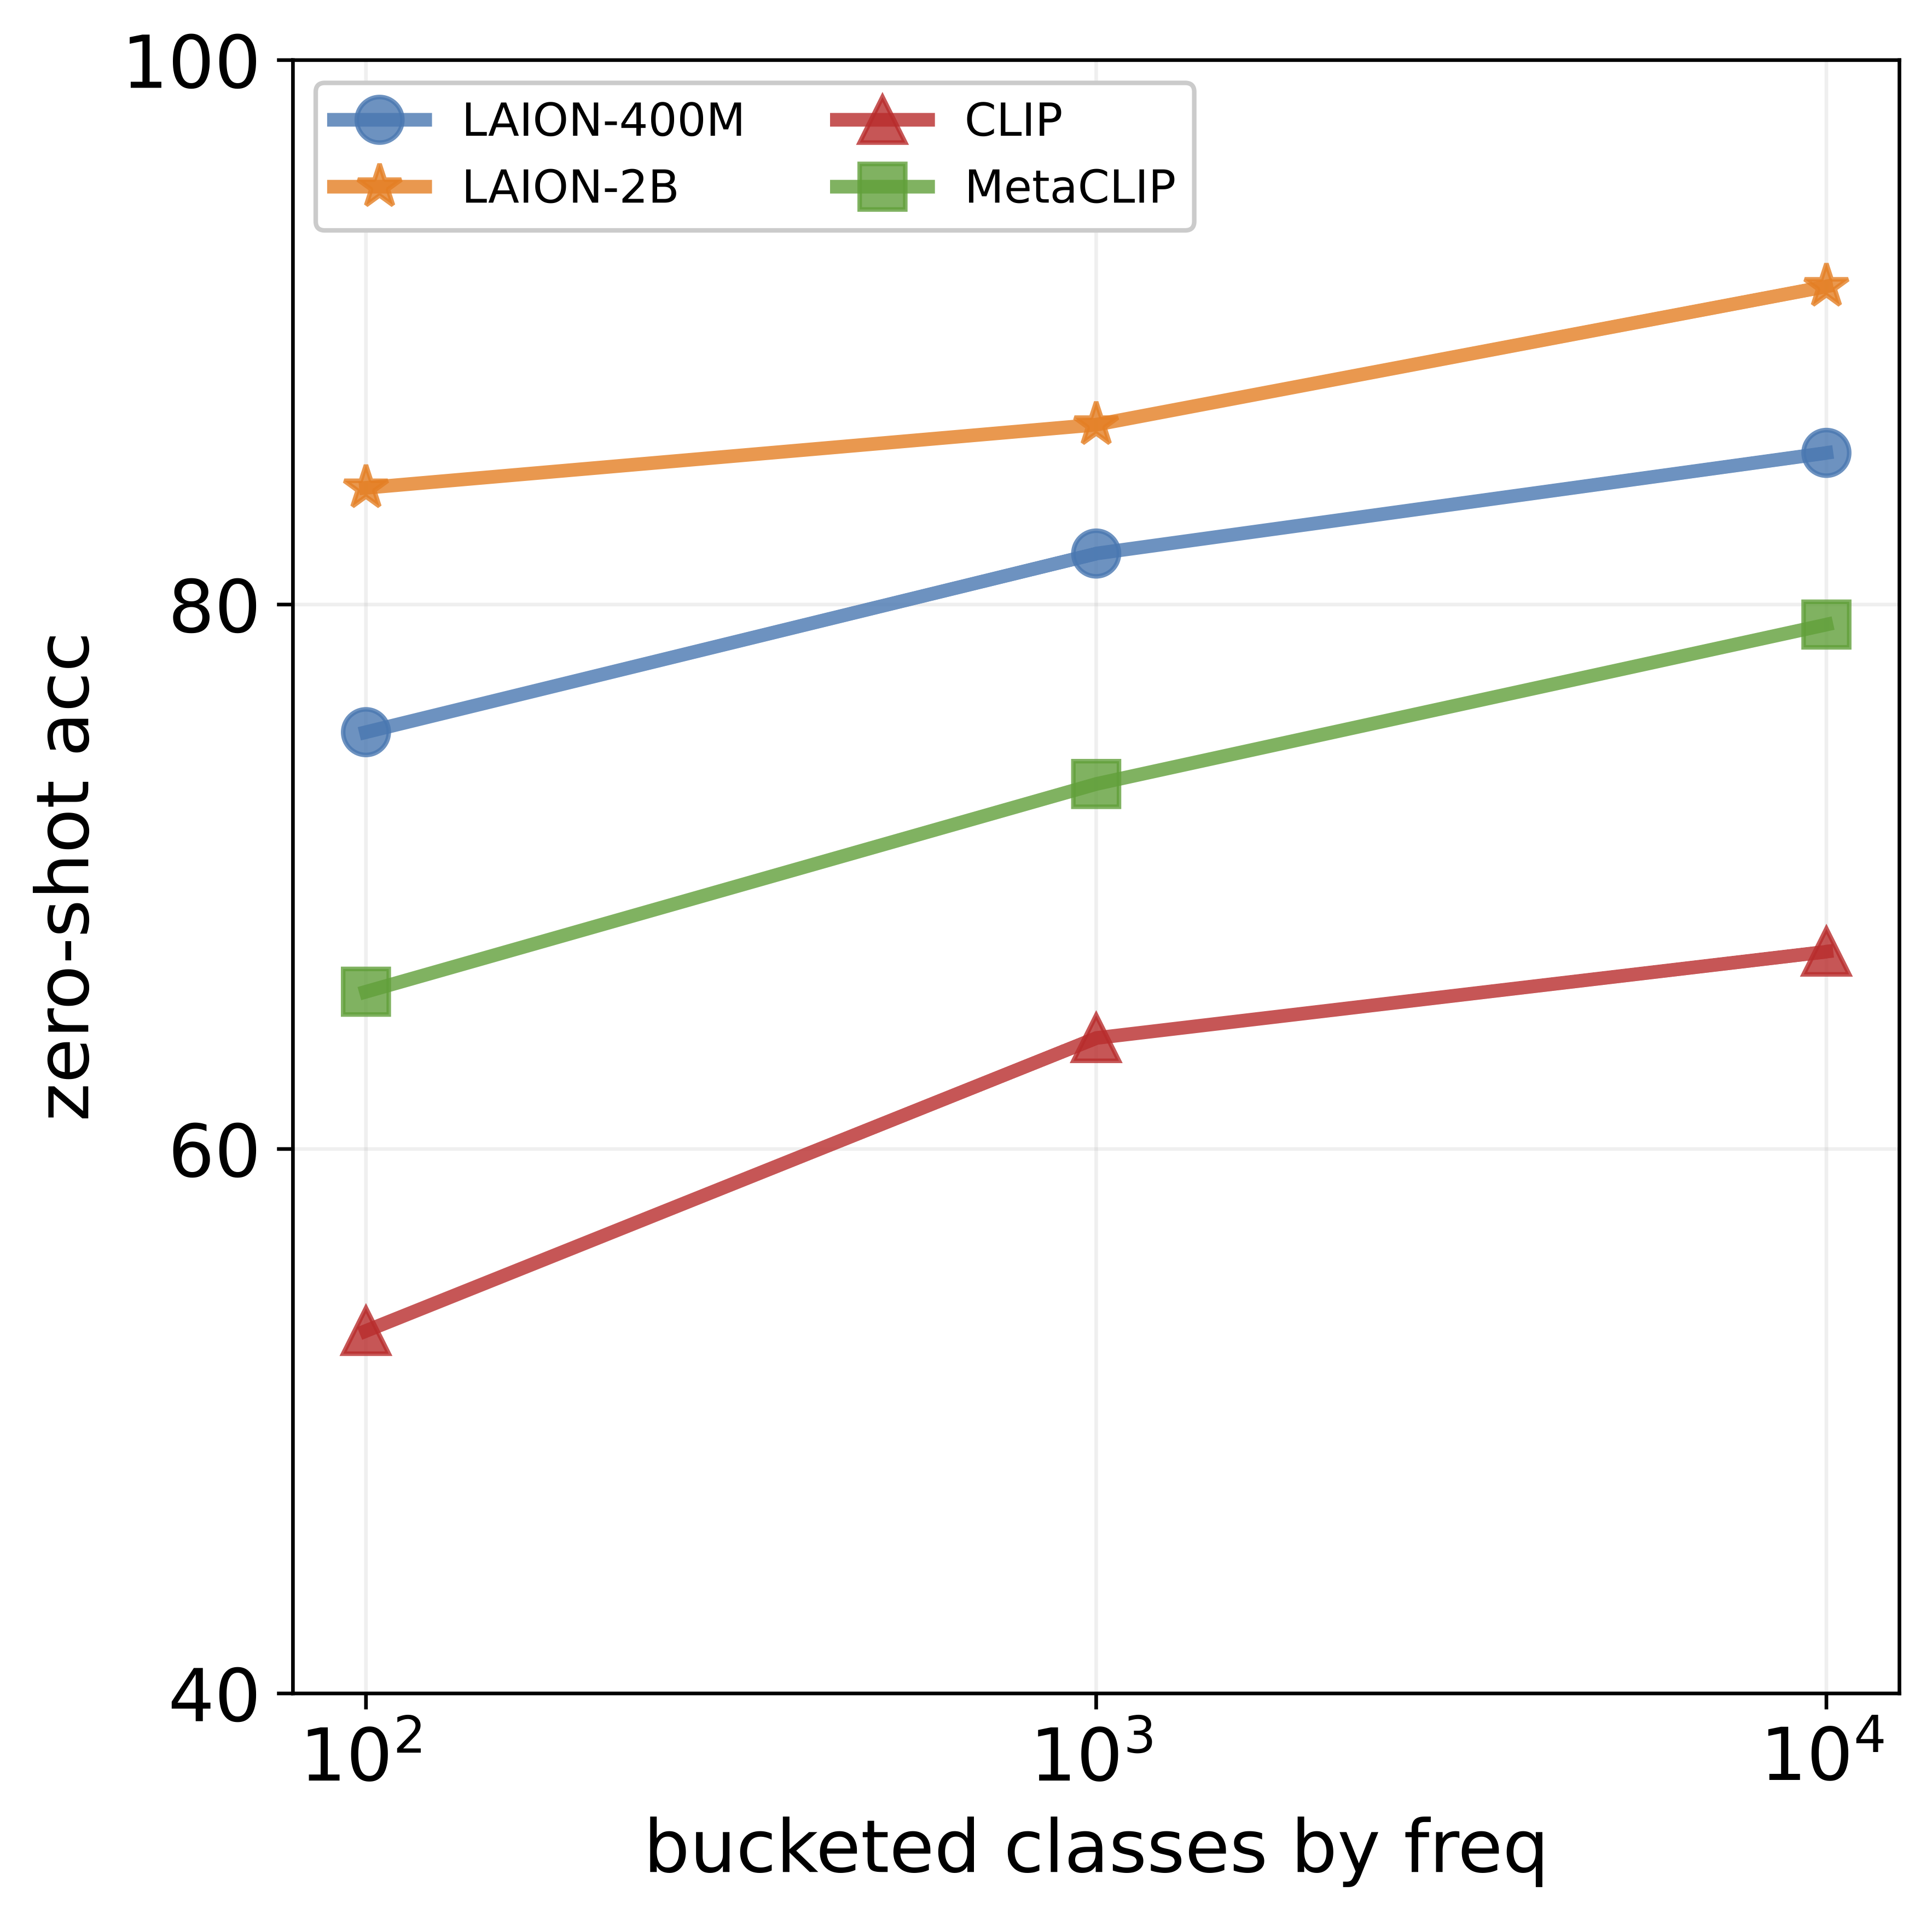 100
80
60
40
zero-shot acc
LAION-400M
LAION-2B
CLIP
MetaCLIP
10²
10³
10⁴
bucketed classes by freq